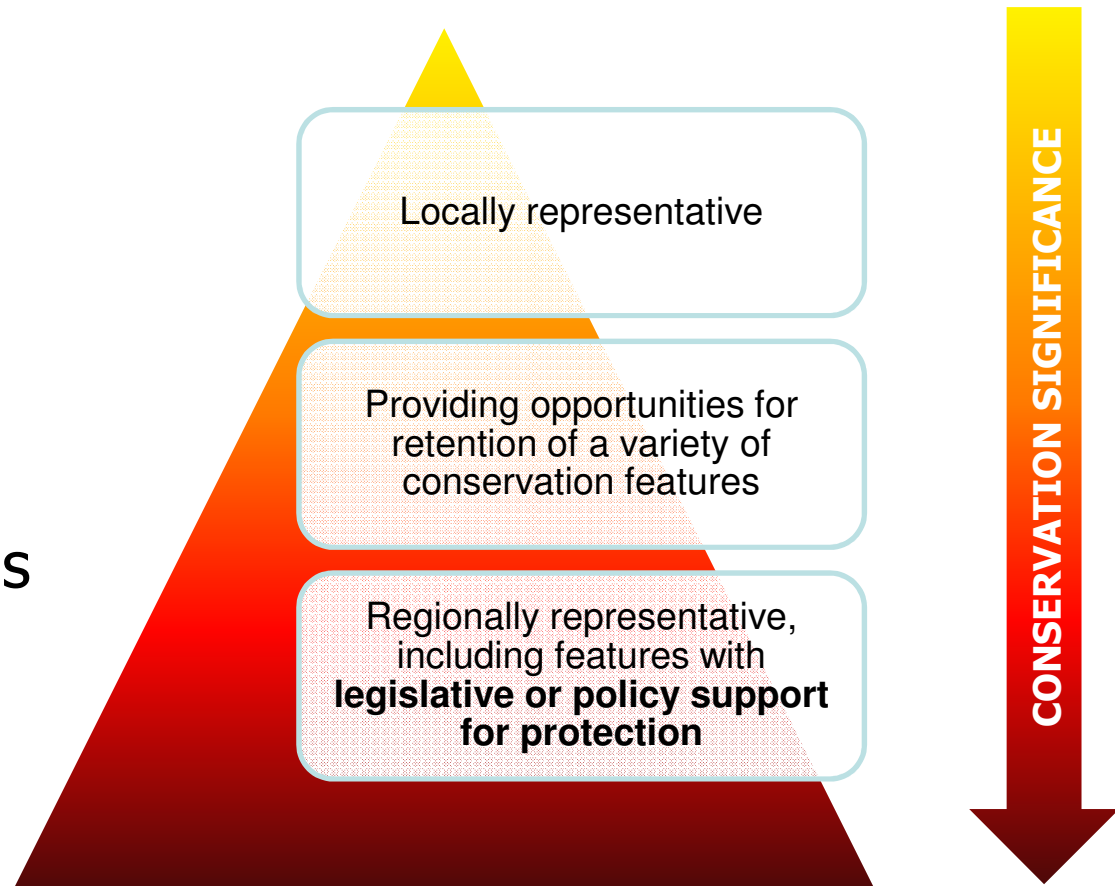 Locally representative
Providing opportunities for
retention of a variety of
conservation features
s
Regionally representative,
including features with
legislative or policy support
for protection
CONSERVATION SIGNIFICANCE